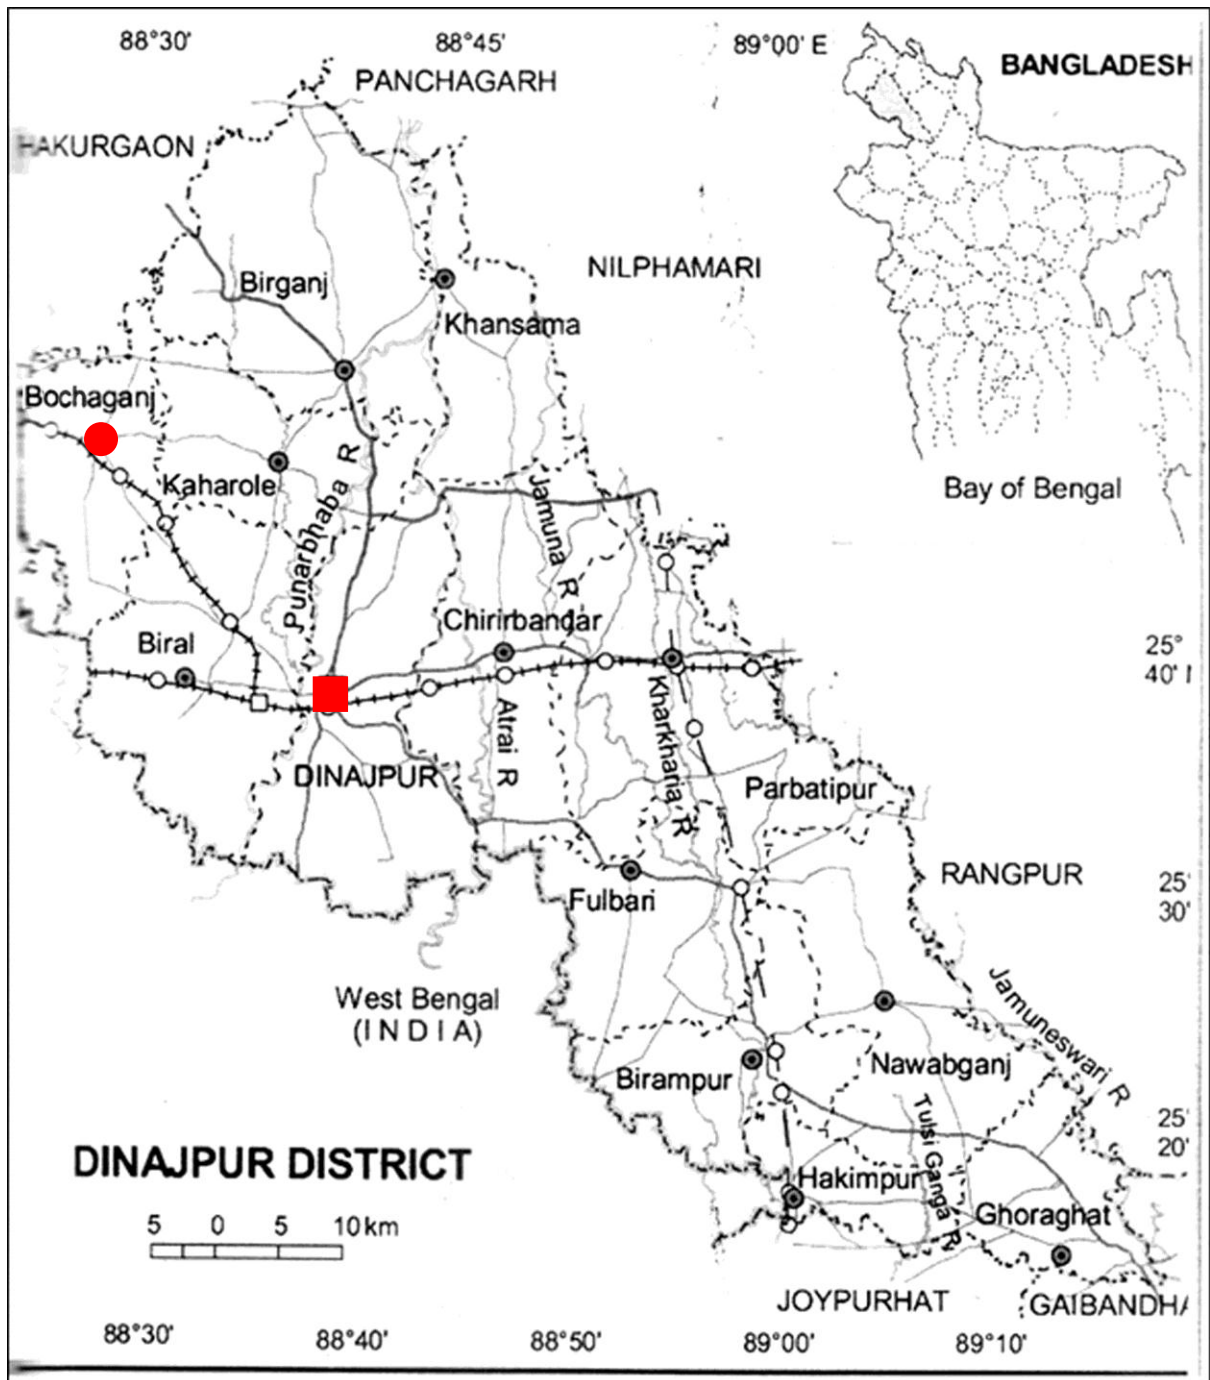 88°30' 88°45' 89°00' E
BANGLADESH
PANCHAGARH
HAKURGAON
NILPHAMARI
Birganj
Khansama
Bochaganj
Kaharole
Punarbhaba R
Jamuna R
Bay of Bengal
Chirirbandar
Biral
25°
40' I
Atrai R
Kharkharia R
DINAJPUR
Parbatipur
RANGPUR
25'
30'
Fulbari
West Bengal
(INDIA)
Jamuneswari R
Nawabganj
Birampur
Tulsi Ganga R
25'
20'
DINAJPUR DISTRICT
Hakimpur
Ghoraghat
5 0 5 10 km
JOYPURHAT
GAIBANDHA
88°30' 88°40' 88°50' 89°00' 89°10'